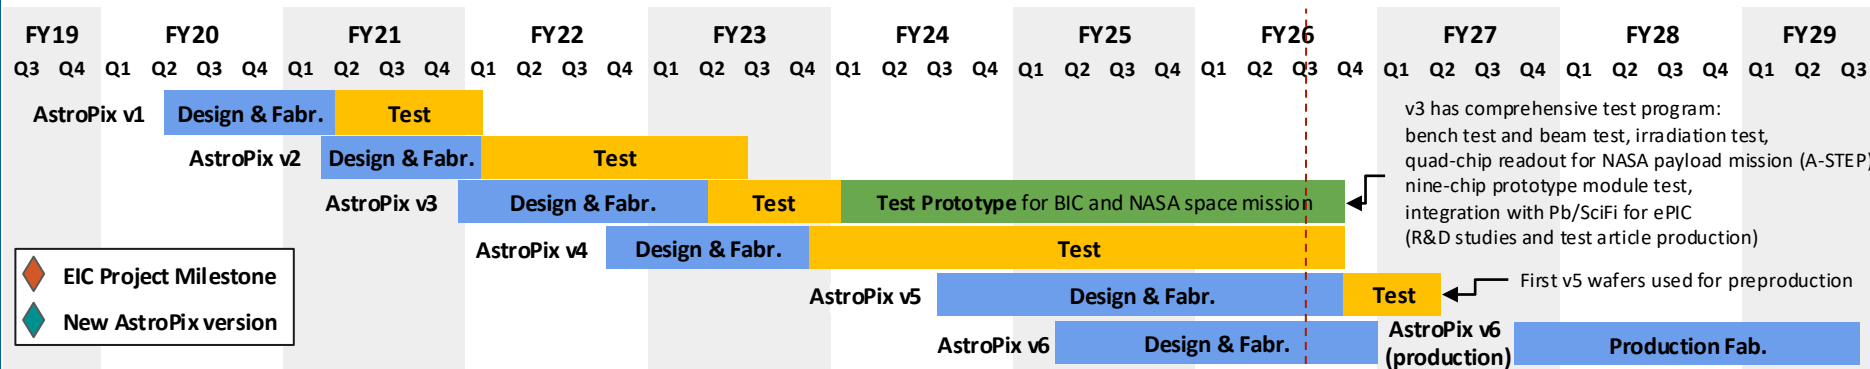 FY19 FY20 FY21 FY22 FY23 FY24 FY25 FY26 FY27 FY28 FY29
Q3 Q4 Q1 Q2 Q3 Q4 Q1 Q2 Q3 Q4 Q1 Q2 Q3 Q4 Q1 Q2 Q3 Q4 Q1 Q2 Q3 Q4 Q1 Q2 Q3 Q4 Q1 Q2 Q3 Q4 Q1 Q2 Q3 Q4 Q1 Q2 Q3 Q4 Q1 Q2 Q3
AstroPix v1 Design & Fabr. Test
AstroPix v2 Design & Fabr. Test
AstroPix v3 Design & Fabr. Test Test Prototype for BIC and NASA space mission
v3 has comprehensive test program:
bench test and beam test, irradiation test,
quad-chip readout for NASA payload mission (A-STEP)
nine-chip prototype module test,
integration with Pb/SciFi for ePIC
(R&D studies and test article production)
AstroPix v4 Design & Fabr. Test
EIC Project Milestone
New AstroPix version
AstroPix v5 Design & Fabr. Test
First v5 wafers used for preproduction
AstroPix v6 Design & Fabr.
AstroPix v6
(production)
Production Fab.